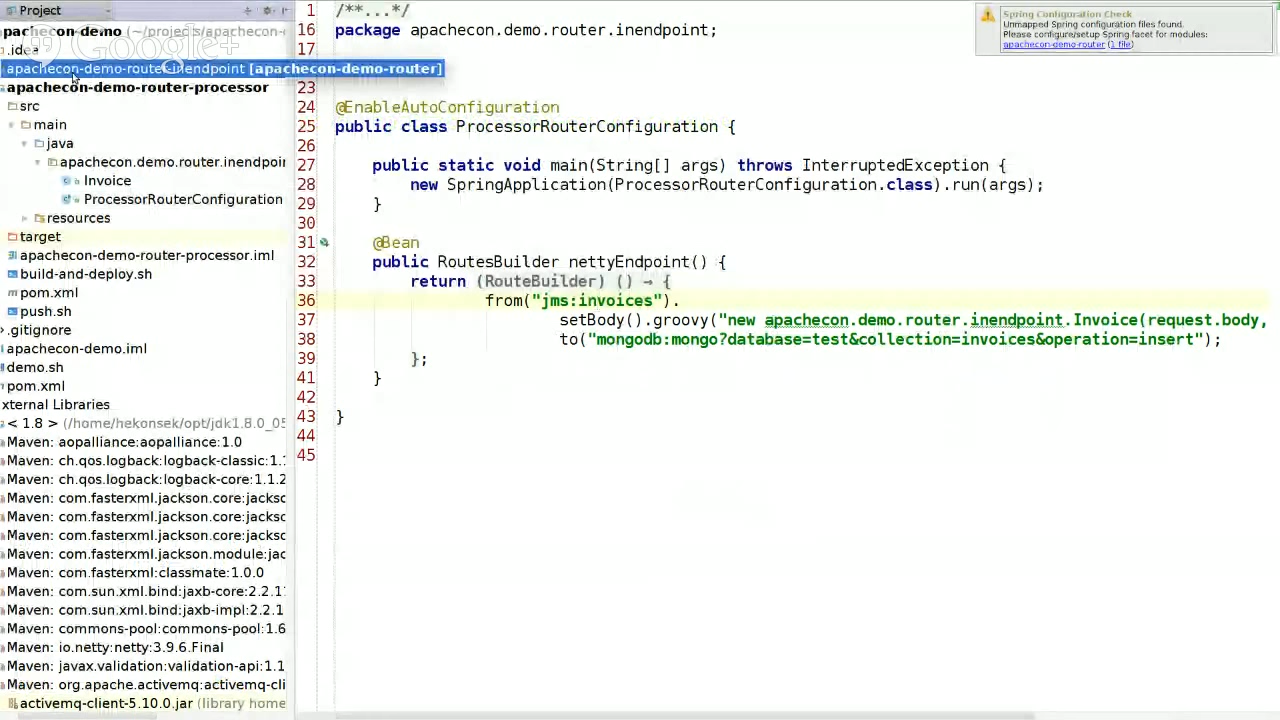 Project
pachecon-demo (~/projects/apachecon-
.idea
Google+
apachecon-demo-router-inendpoint [apachecon-demo-router]
apachecon-demo-router-processor
src
main
java
apachecon.demo.router.inendpoin
Invoice
ProcessorRouterConfiguration
resources
target
apachecon-demo-router-processor.iml
build-and-deploy.sh
pom.xml
push.sh
.gitignore
apachecon-demo.iml
demo.sh
pom.xml
xternal Libraries
< 1.8 > (/home/hekonsek/opt/jdk1.8.0_05
Maven: aopalliance:aopalliance:1.0
Maven: ch.qos.logback:logback-classic:1.1
Maven: ch.qos.logback:logback-core:1.1.2
Maven: com.fasterxml.jackson.core:jackso
Maven: com.fasterxml.jackson.core:jackso
Maven: com.fasterxml.jackson.core:jackso
Maven: com.fasterxml.jackson.module:jac
Maven: com.fasterxml:classmate:1.0.0
Maven: com.sun.xml.bind:jaxb-core:2.2.11
Maven: com.sun.xml.bind:jaxb-impl:2.2.1
Maven: commons-pool:commons-pool:1.6
Maven: io.netty:netty:3.9.6.Final
Maven: javax.validation:validation-api:1.1
Maven: org.apache.activemq:activemq-cli
activemq-client-5.10.0.jar (library home
1 /**...*/
16 package apachecon.demo.router.inendpoint;
17
23
24 @EnableAutoConfiguration
25 public class ProcessorRouterConfiguration {
26
27 public static void main(String[] args) throws InterruptedException {
28 new SpringApplication(ProcessorRouterConfiguration.class).run(args);
29 }
30
31 @Bean
32 public RoutesBuilder nettyEndpoint() {
33 return (RouteBuilder) () → {
36 from("jms:invoices").
37 setBody().groovy("new apachecon.demo.router.inendpoint.Invoice(request.body,
38 to("mongodb:mongo?database=test&collection=invoices&operation=insert");
39 };
41 }
42
43 }
44
45
Spring Configuration Check
Unmapped Spring configuration files found.
Please configure/setup Spring facet for modules:
apachecon-demo-router (1 file)